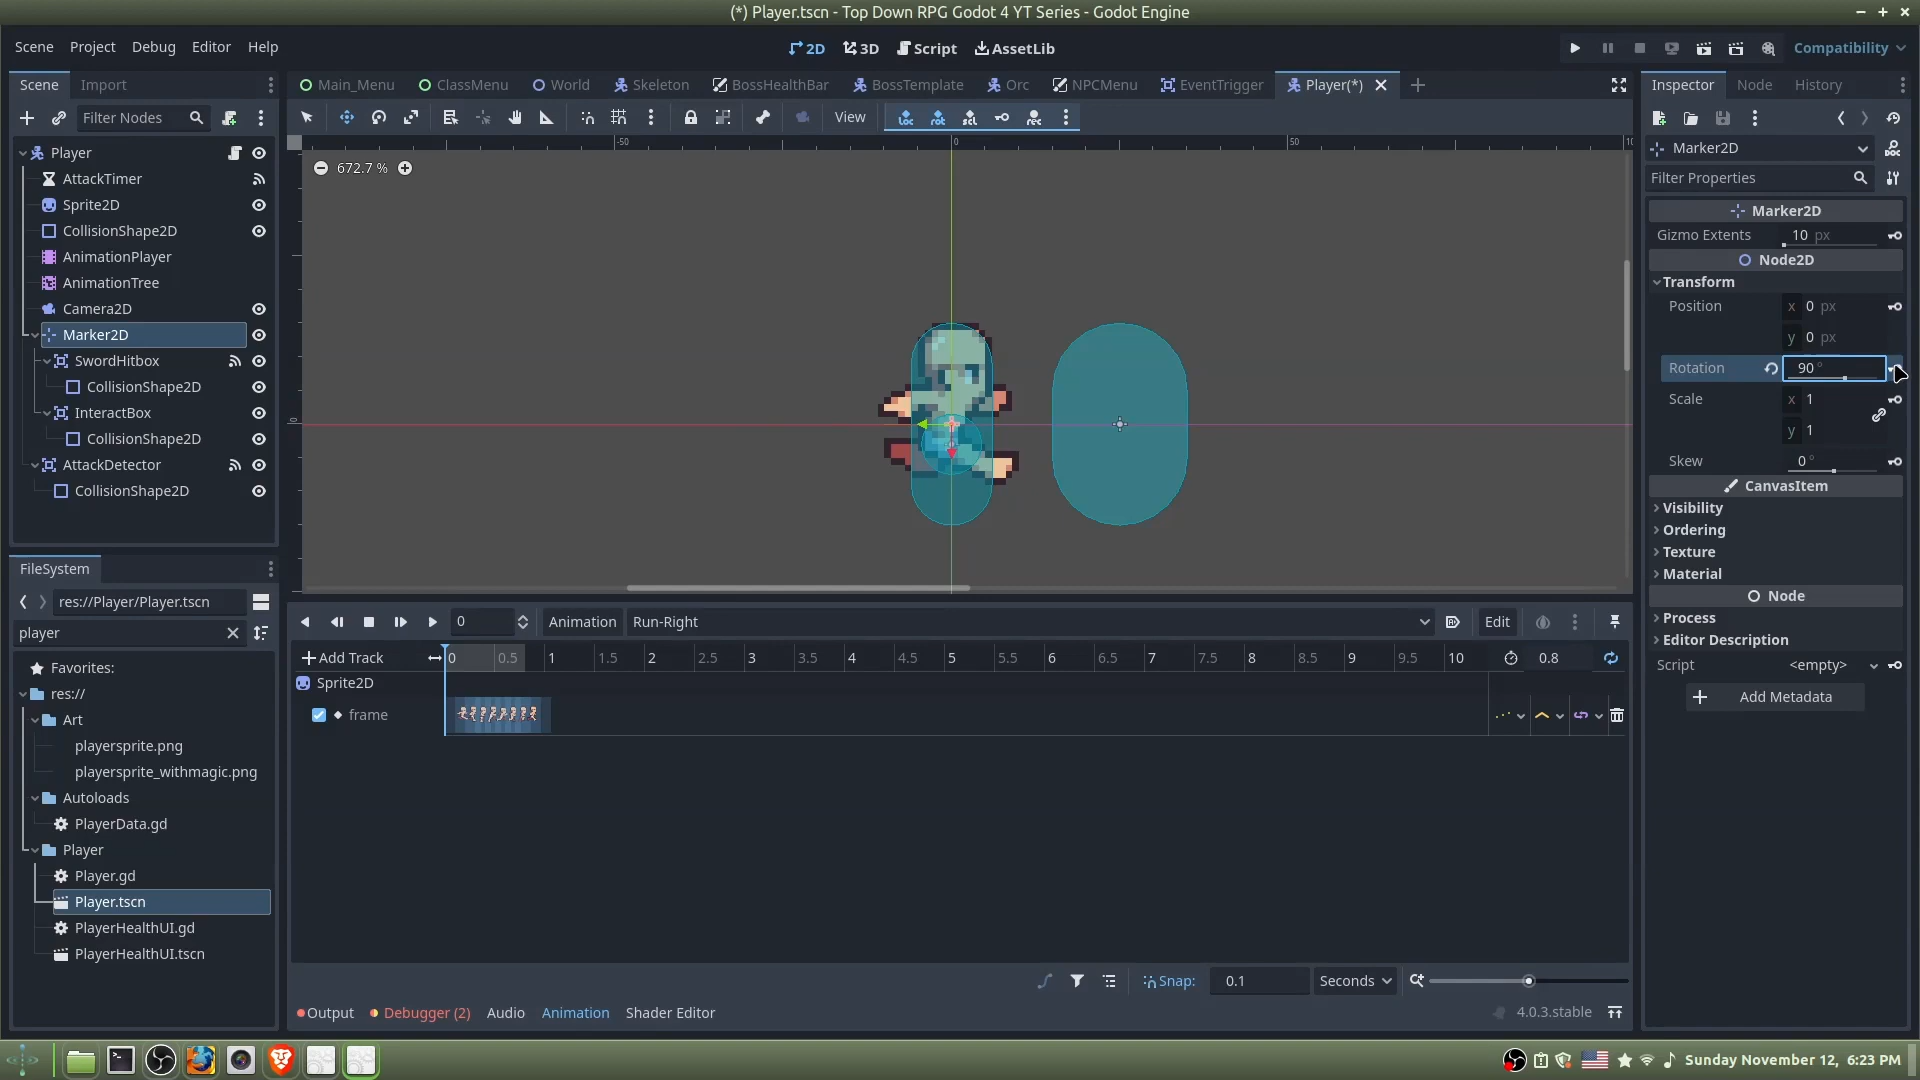 (*) Player.tscn - Top Down RPG Godot 4 YT Series - Godot Engine
Scene Project Debug Editor Help
2D 3D Script AssetLib
Compatibility
Scene Import
Main_Menu ClassMenu World Skeleton BossHealthBar BossTemplate Orc NPCMenu EventTrigger Player(*)
Inspector Node History
Filter Nodes
View
-50 0 50 10
672.7 %
0
Player
AttackTimer
Sprite2D
CollisionShape2D
AnimationPlayer
AnimationTree
Camera2D
Marker2D
SwordHitbox
CollisionShape2D
InteractBox
CollisionShape2D
AttackDetector
CollisionShape2D
FileSystem
res://Player/Player.tscn
player
Favorites:
res://
Art
playersprite.png
playersprite_withmagic.png
Autoloads
PlayerData.gd
Player
Player.gd
Player.tscn
PlayerHealthUI.gd
PlayerHealthUI.tscn
0 Animation Run-Right Edit
Add Track 0 0.5 1 1.5 2 2.5 3 3.5 4 4.5 5 5.5 6 6.5 7 7.5 8 8.5 9 9.5 10 0.8
Sprite2D
frame
Snap: 0.1 Seconds
Output Debugger (2) Audio Animation Shader Editor 4.0.3.stable
Marker2D
DOC
Filter Properties
Marker2D
Gizmo Extents 10 px
Node2D
Transform
Position x 0 px
y 0 px
Rotation 90 °
Scale x 1
y 1
Skew 0 °
CanvasItem
Visibility
Ordering
Texture
Material
Node
Process
Editor Description
Script <empty>
Add Metadata
Sunday November 12, 6:23 PM